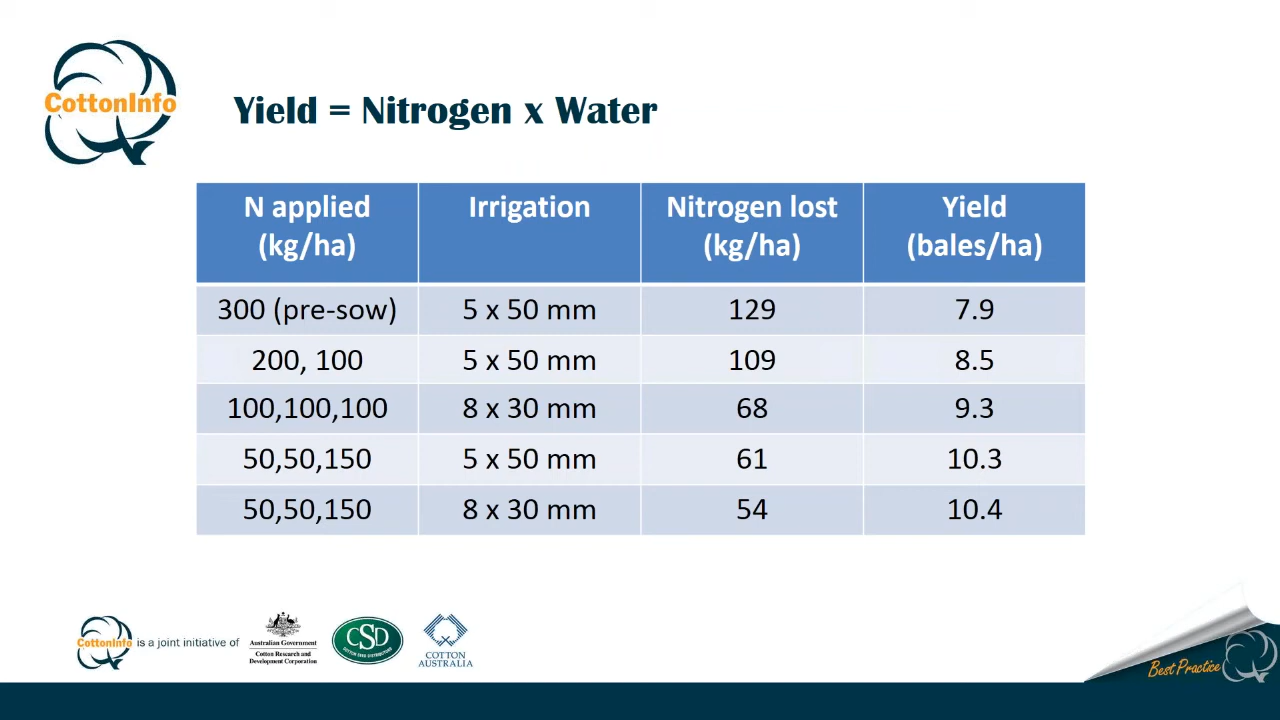 CottonInfo
Yield = Nitrogen x Water
N applied (kg/ha) Irrigation Nitrogen lost (kg/ha) Yield (bales/ha)
300 (pre-sow) 5 x 50 mm 129 7.9
200, 100 5 x 50 mm 109 8.5
100,100,100 8 x 30 mm 68 9.3
50,50,150 5 x 50 mm 61 10.3
50,50,150 8 x 30 mm 54 10.4
CottonInfo is a joint initiative of
Australian Government
Cotton Research and
Development Corporation
CSD
COTTON SEED DISTRIBUTORS
COTTON
AUSTRALIA
Best Practice